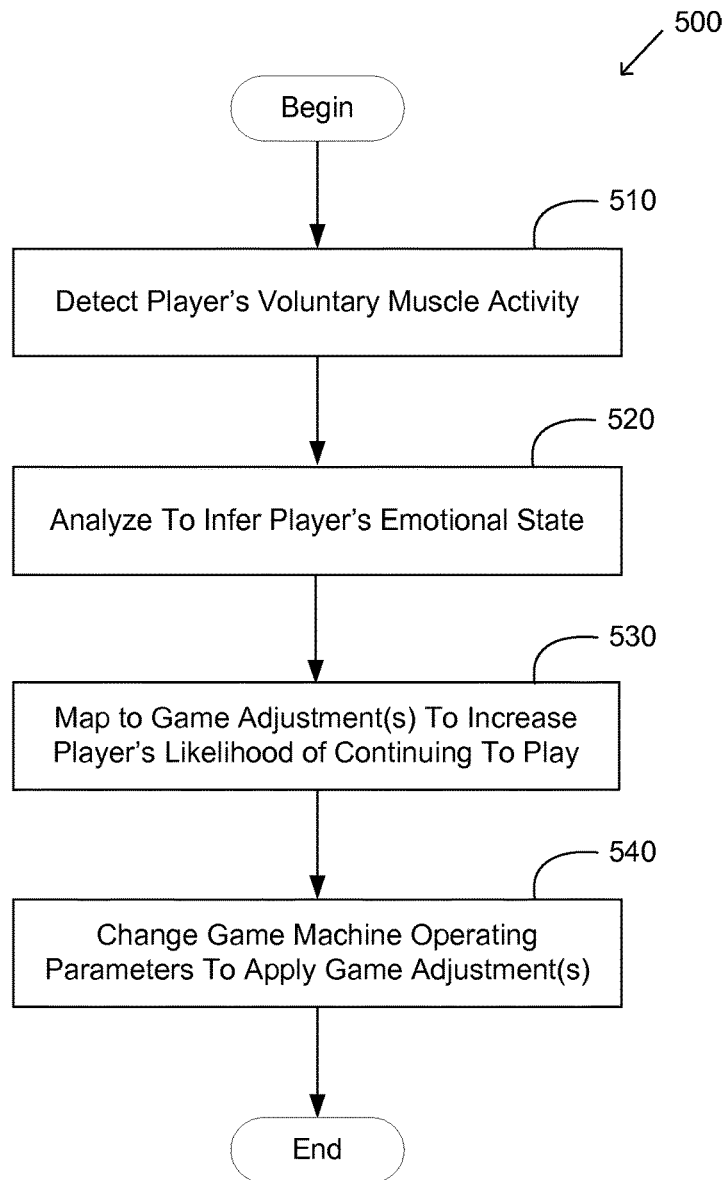 500
Begin
510
Detect Player's Voluntary Muscle Activity
520
Analyze To Infer Player's Emotional State
530
Map to Game Adjustment(s) To Increase
Player's Likelihood of Continuing To Play
540
Change Game Machine Operating
Parameters To Apply Game Adjustment(s)
End